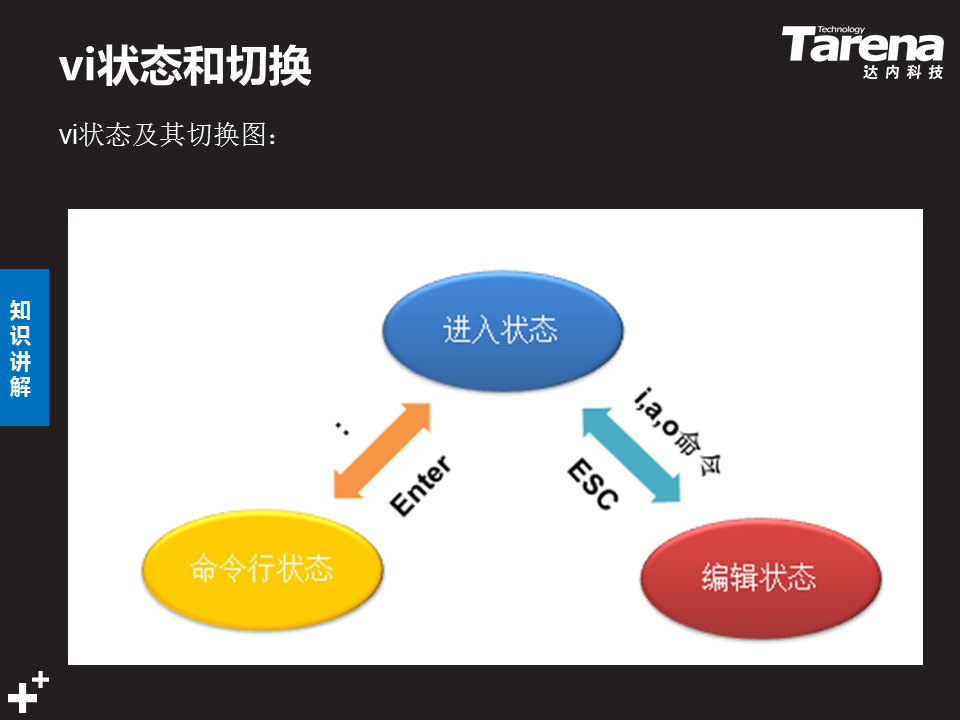 vi状态和切换
Technology
Tarena
达内科技
vi状态及其切换图：
知识讲解
进入状态
:
Enter
i,a,o命令
ESC
命令行状态
编辑状态